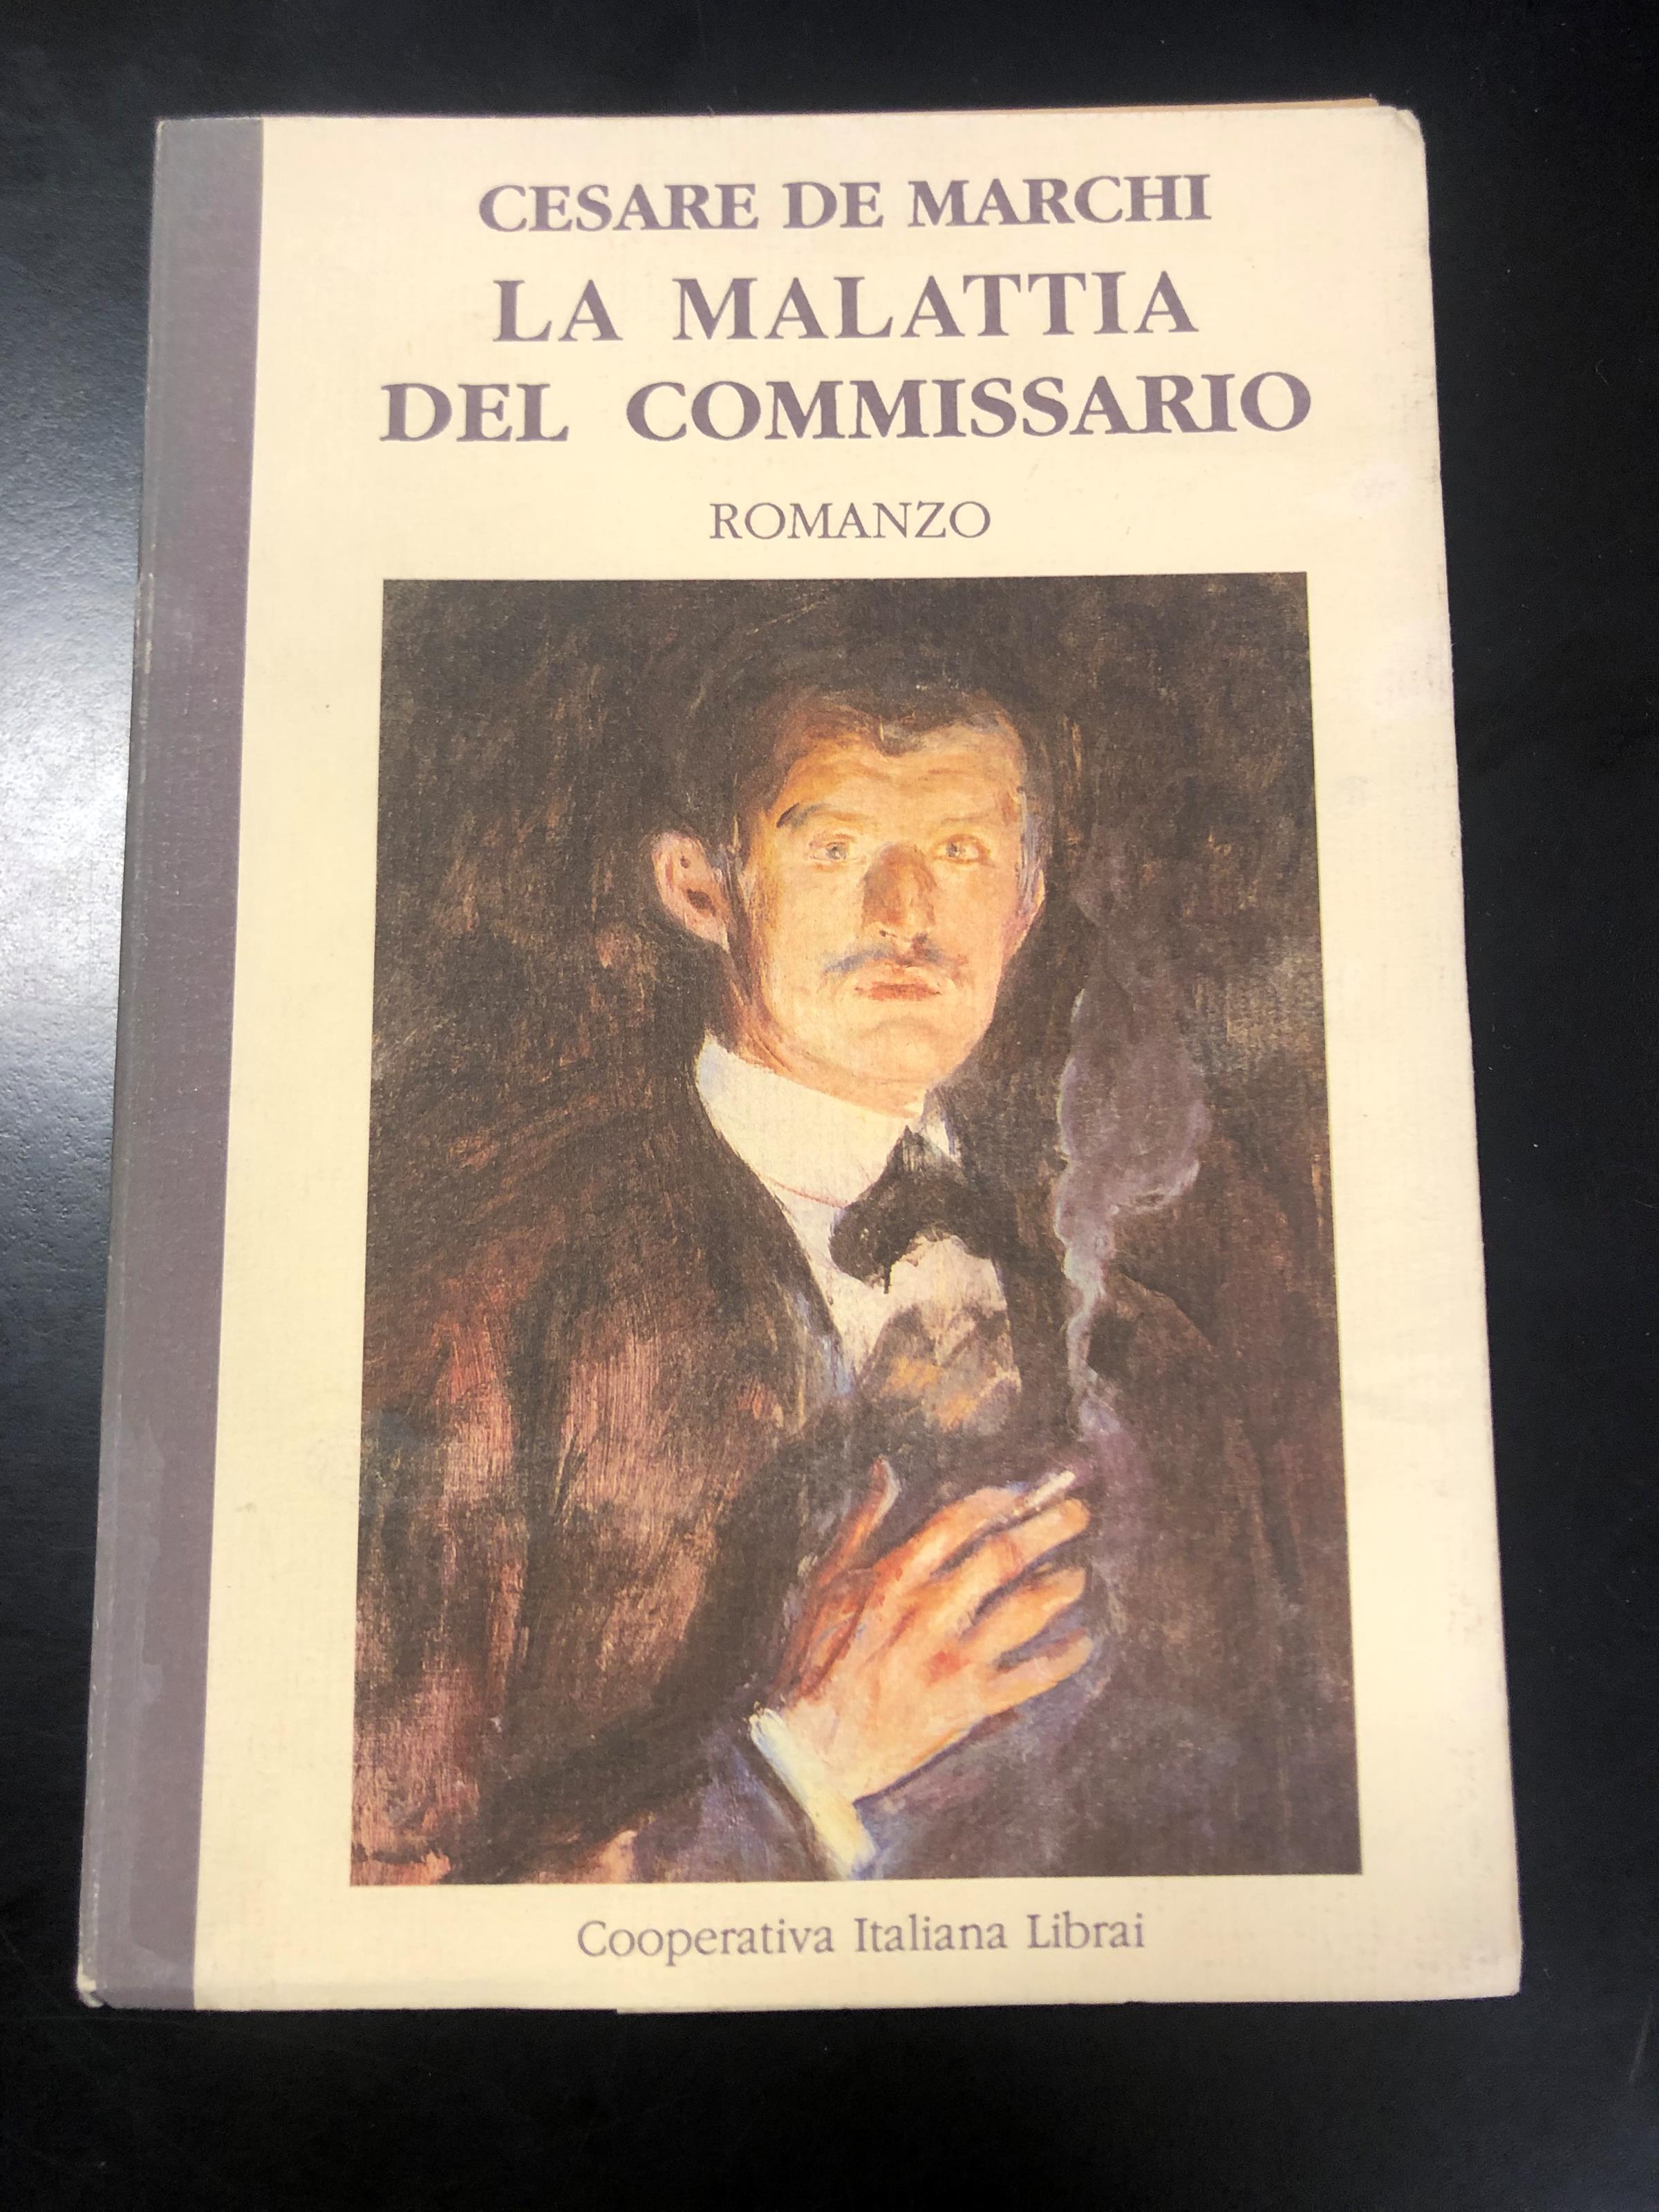 CESARE DE MARCHI
LA MALATTIA
DEL COMMISSARIO
ROMANZO
Cooperativa Italiana Librai